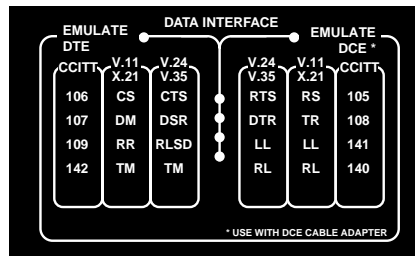 DATA INTERFACE
EMULATE DTE
EMULATE DCE *
CCITT V.11 X.21 V.24 V.35 V.24 V.35 V.11 X.21 CCITT
106 CS CTS RTS RS 105
107 DM DSR DTR TR 108
109 RR RLSD LL LL 141
142 TM TM RL RL 140
* USE WITH DCE CABLE ADAPTER